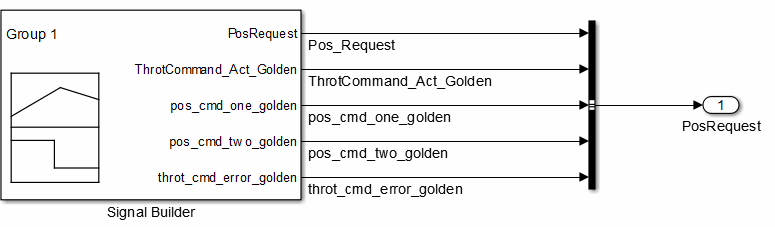 Group 1
PosRequest
Pos_Request
ThrotCommand_Act_Golden
ThrotCommand_Act_Golden
pos_cmd_one_golden
pos_cmd_one_golden
1
PosRequest
pos_cmd_two_golden
pos_cmd_two_golden
throt_cmd_error_golden
throt_cmd_error_golden
Signal Builder